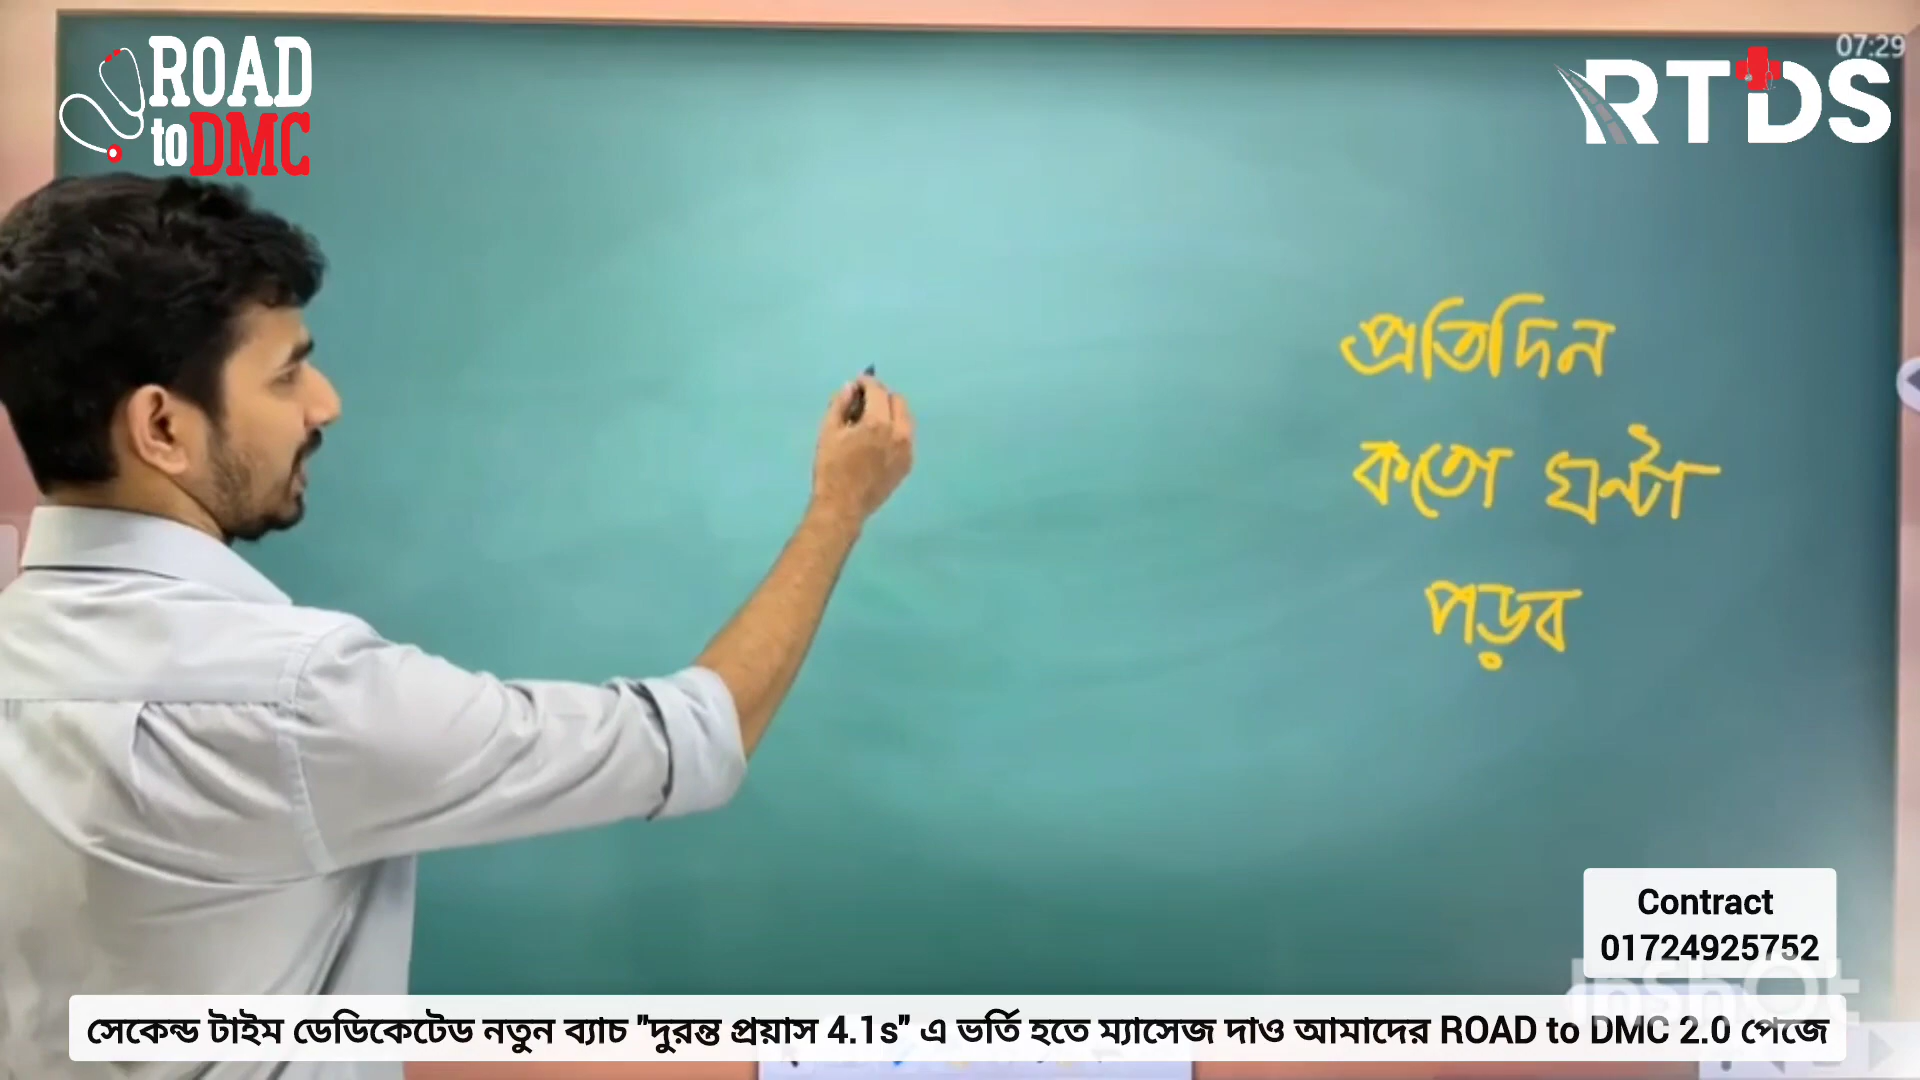 ROAD
to DMC
07:29
RTDS
প্রতিদিন
কতো ঘন্টা
পড়ব
Contract
01724925752
InShOt
সেকেন্ড টাইম ডেডিকেটেড নতুন ব্যাচ "দুরন্ত প্রয়াস 4.1s" এ ভর্তি হতে ম্যাসেজ দাও আমাদের ROAD to DMC 2.0 পেজে